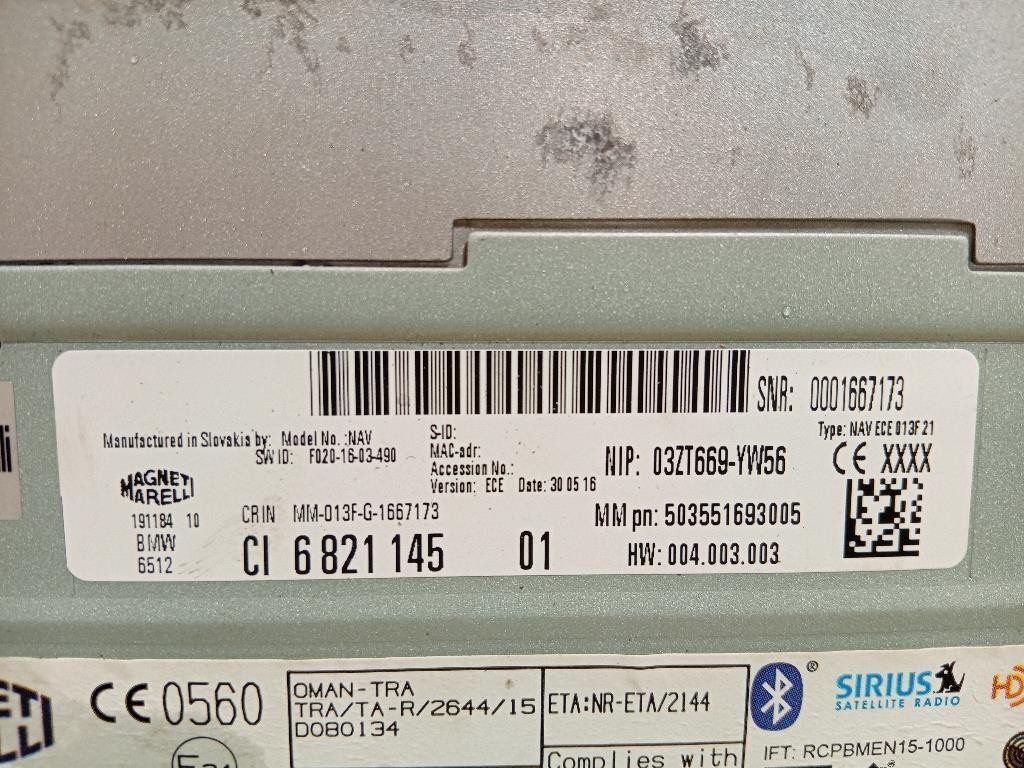 SNR: 0001667173
Manufactured in Slovakia by: Model No.:NAV
SW ID: F020-16-03-490
S-ID:
MAC-adr:
Accession No.:
Version: ECE Date: 30 05 16
NIP: 03ZT669-YW56
Type: NAV ECE 013F 21
CE XXXX
MAGNETI
MARELLI
191184 10
BMW
6512
CRIN MM-013F-G-1667173
CI 6 821 145 01
MM pn: 503551693005
HW: 004.003.003
CE 0560
OMAN-TRA
TRA/TA-R/2644/15
D080134
ETA:NR-ETA/2144
Complies with
®
SIRIUS
SATELLITE RADIO
HD
IFT: RCPBMEN15-1000